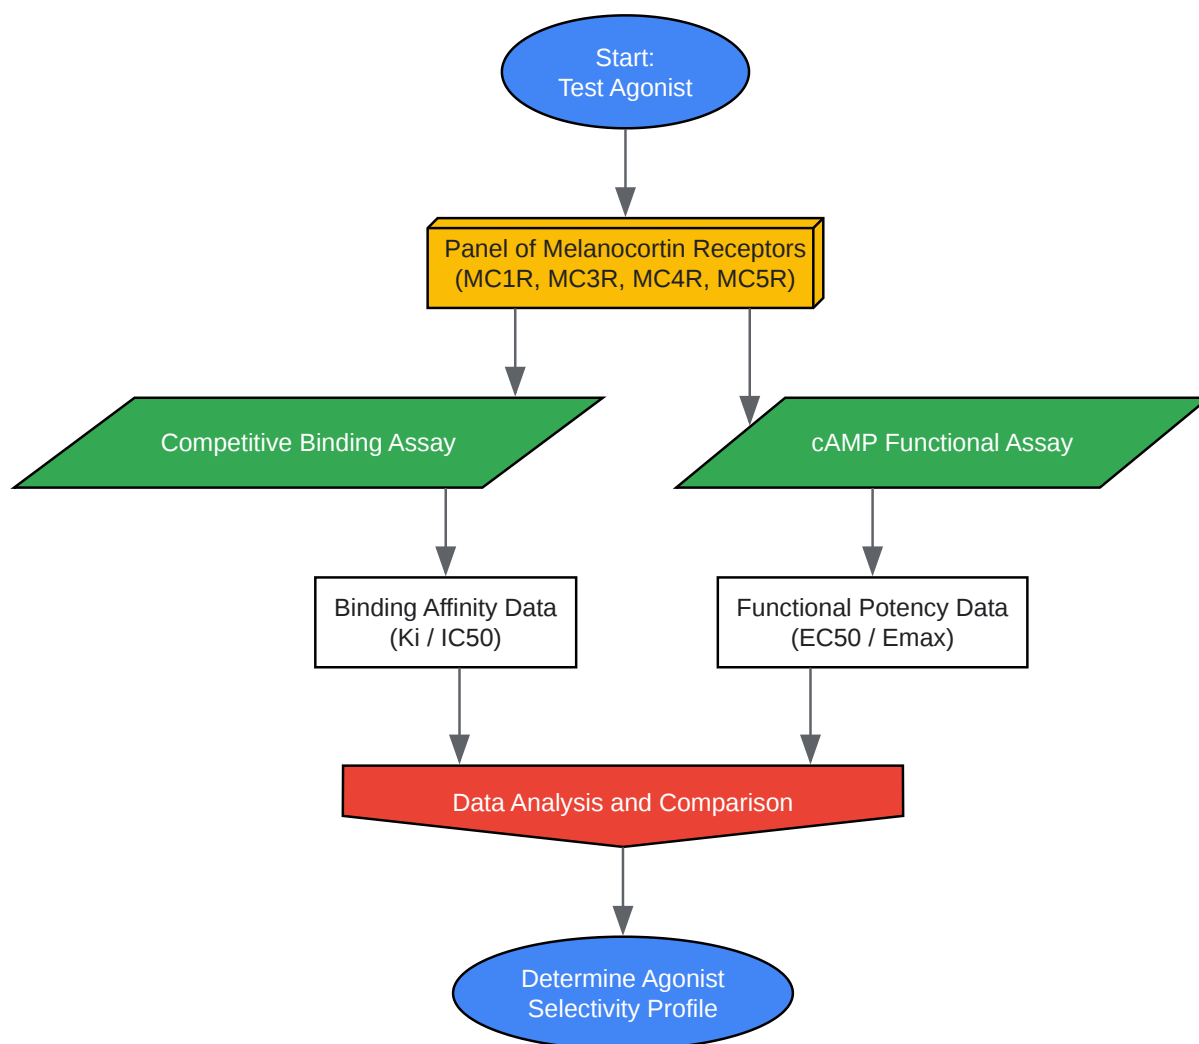 Start:
Test Agonist
Panel of Melanocortin Receptors
(MC1R, MC3R, MC4R, MC5R)
Competitive Binding Assay
cAMP Functional Assay
Binding Affinity Data
(Ki / IC50)
Functional Potency Data
(EC50 / Emax)
Data Analysis and Comparison
Determine Agonist
Selectivity Profile